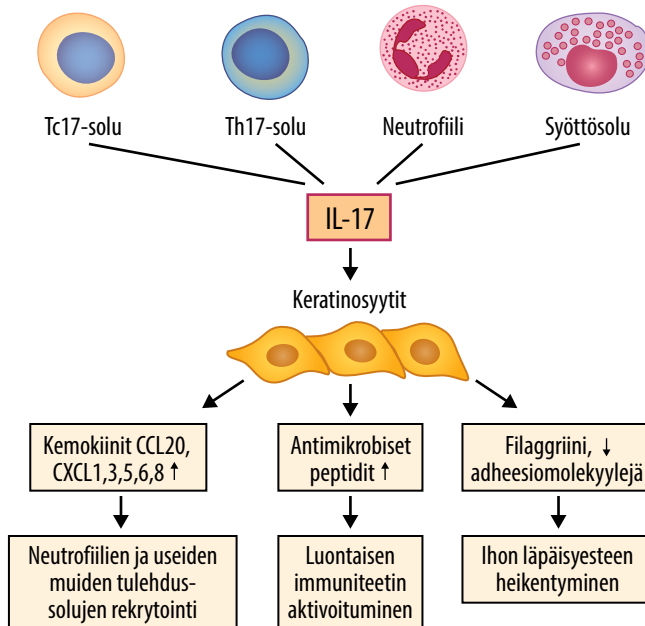 Tc17-solu
Th17-solu
Neutrofiili
Syöttösolu
IL-17
Keratinosyytit
Kemokiinit CCL20,
CXCL1,3,5,6,8 ↑
Antimikrobiset
peptidit ↑
Filaggriini, ↓
adheesiomolekyylejä
Neutrofiilien ja useiden
muiden tulehdus-
solujen rekrytointi
Luontaisen
immuniteetin
aktivoituminen
Ihon läpäisyesteen
heikentyminen